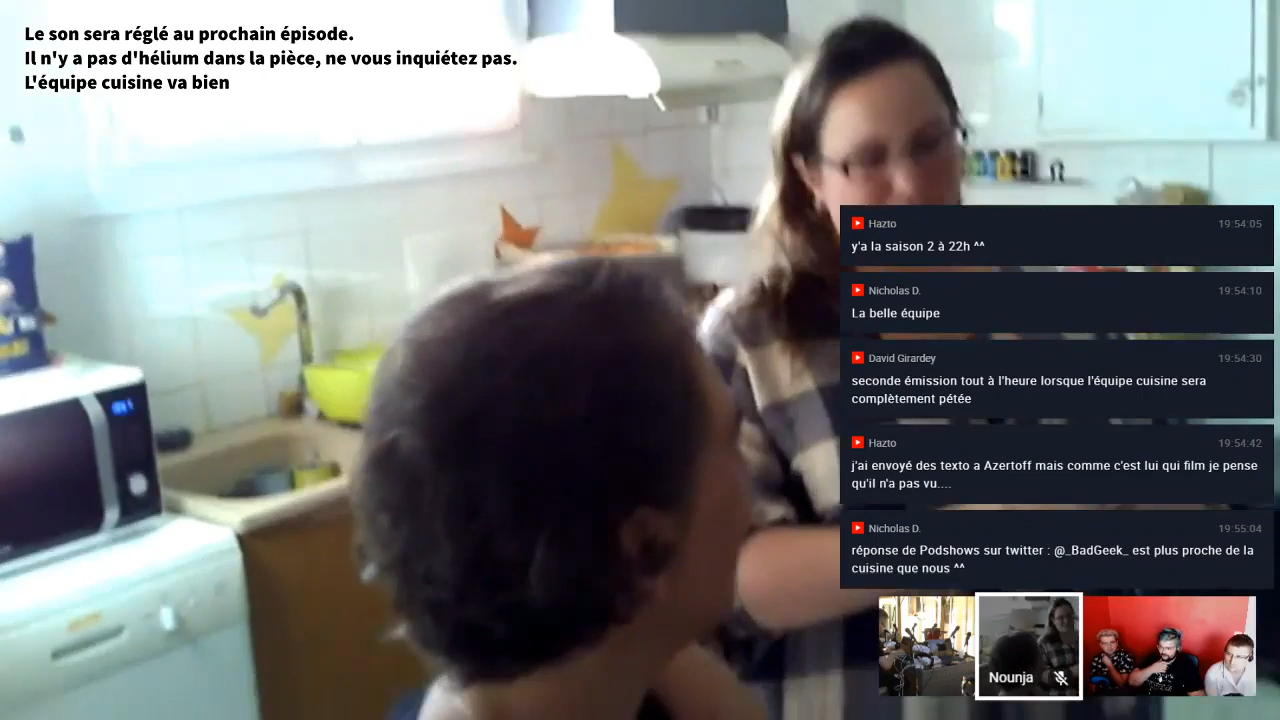 Le son sera réglé au prochain épisode.
Il n'y a pas d'hélium dans la pièce, ne vous inquiétez pas.
L'équipe cuisine va bien
Hazto 19:54:05
y'a la saison 2 à 22h ^^
Nicholas D. 19:54:10
La belle équipe
David Girardey 19:54:30
seconde émission tout à l'heure lorsque l'équipe cuisine sera
complètement pétée
Hazto 19:54:42
j'ai envoyé des texto a Azertoff mais comme c'est lui qui film je pense
qu'il n'a pas vu....
Nicholas D. 19:55:04
réponse de Podshows sur twitter : @_BadGeek_ est plus proche de la
cuisine que nous ^^
Nounja